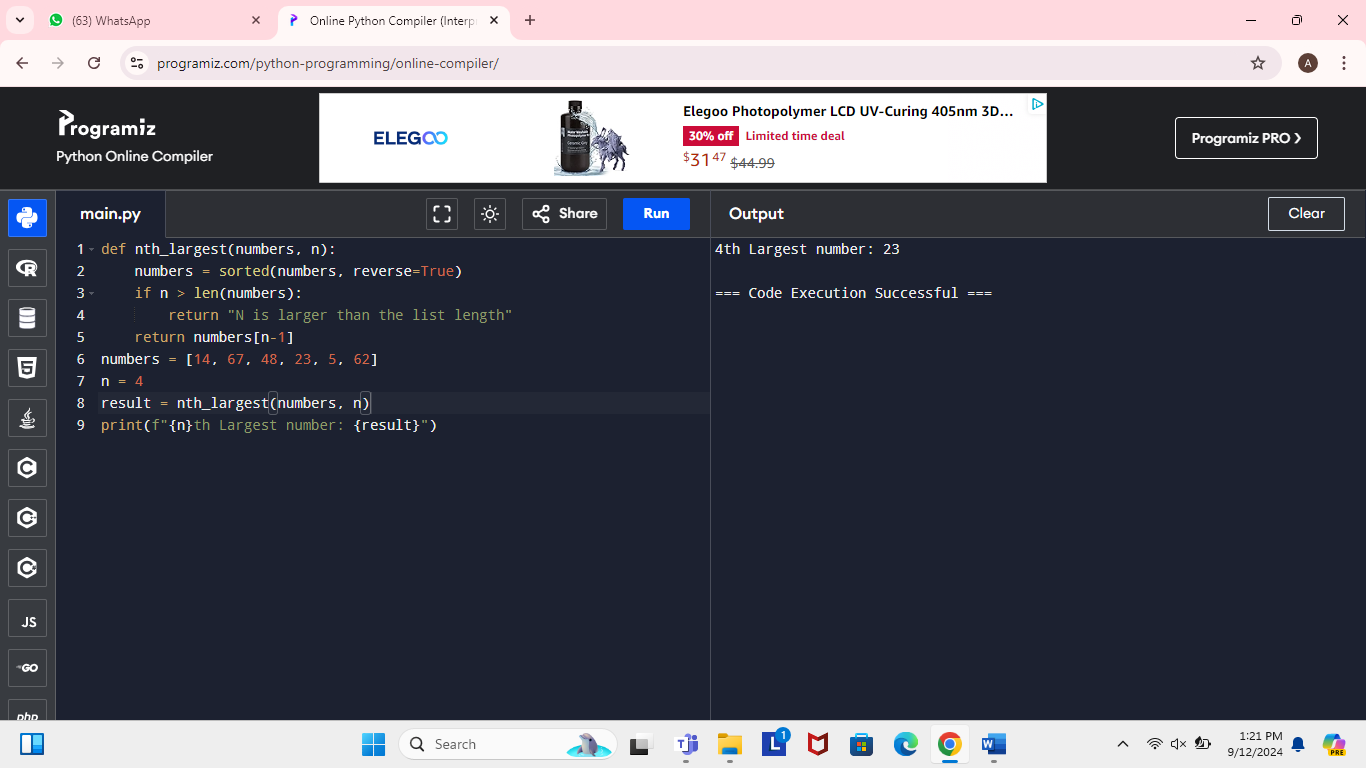 (63) WhatsApp
Online Python Compiler (Interp
programiz.com/python-programming/online-compiler/
A
Programiz
Python Online Compiler
ELEGOO
Elegoo Photopolymer LCD UV-Curing 405nm 3D...
30% off Limited time deal
$31 47 $44.99
Programiz PRO
main.py
Share
Run
Output
Clear
1 def nth_largest(numbers, n):
2     numbers = sorted(numbers, reverse=True)
3     if n > len(numbers):
4         return "N is larger than the list length"
5     return numbers[n-1]
6 numbers = [14, 67, 48, 23, 5, 62]
7 n = 4
8 result = nth_largest(numbers, n)
9 print(f"{n}th Largest number: {result}")
4th Largest number: 23
=== Code Execution Successful ===
R
5
C
C
C
JS
GO
php
Search
L
1
W
1:21 PM
9/12/2024
PRE